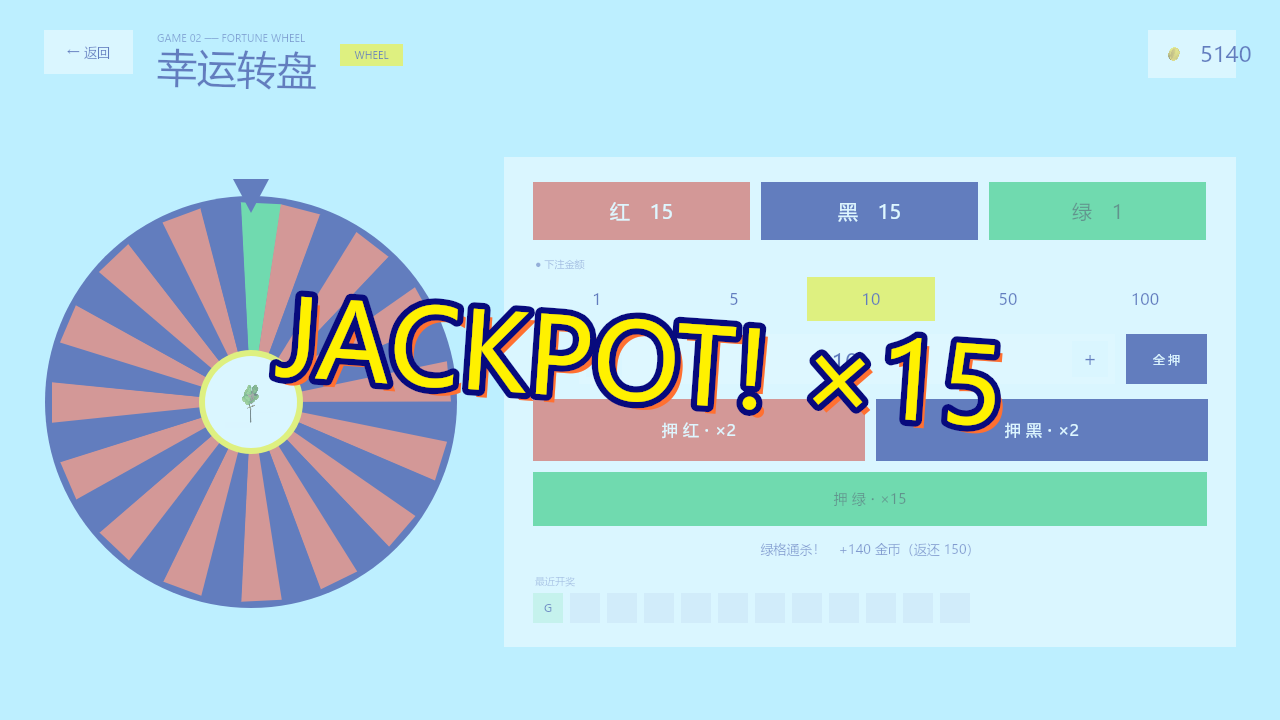 ← 返回
GAME 02 — FORTUNE WHEEL
幸运转盘
WHEEL
5140
红 15
黑 15
绿 1
● 下注金额
1
5
10
50
100
JACKPOT! ×15
+
全押
押 红 · ×2
押 黑 · ×2
押 绿 · ×15
绿格通杀! +140 金币（返还 150）
最近开奖
G